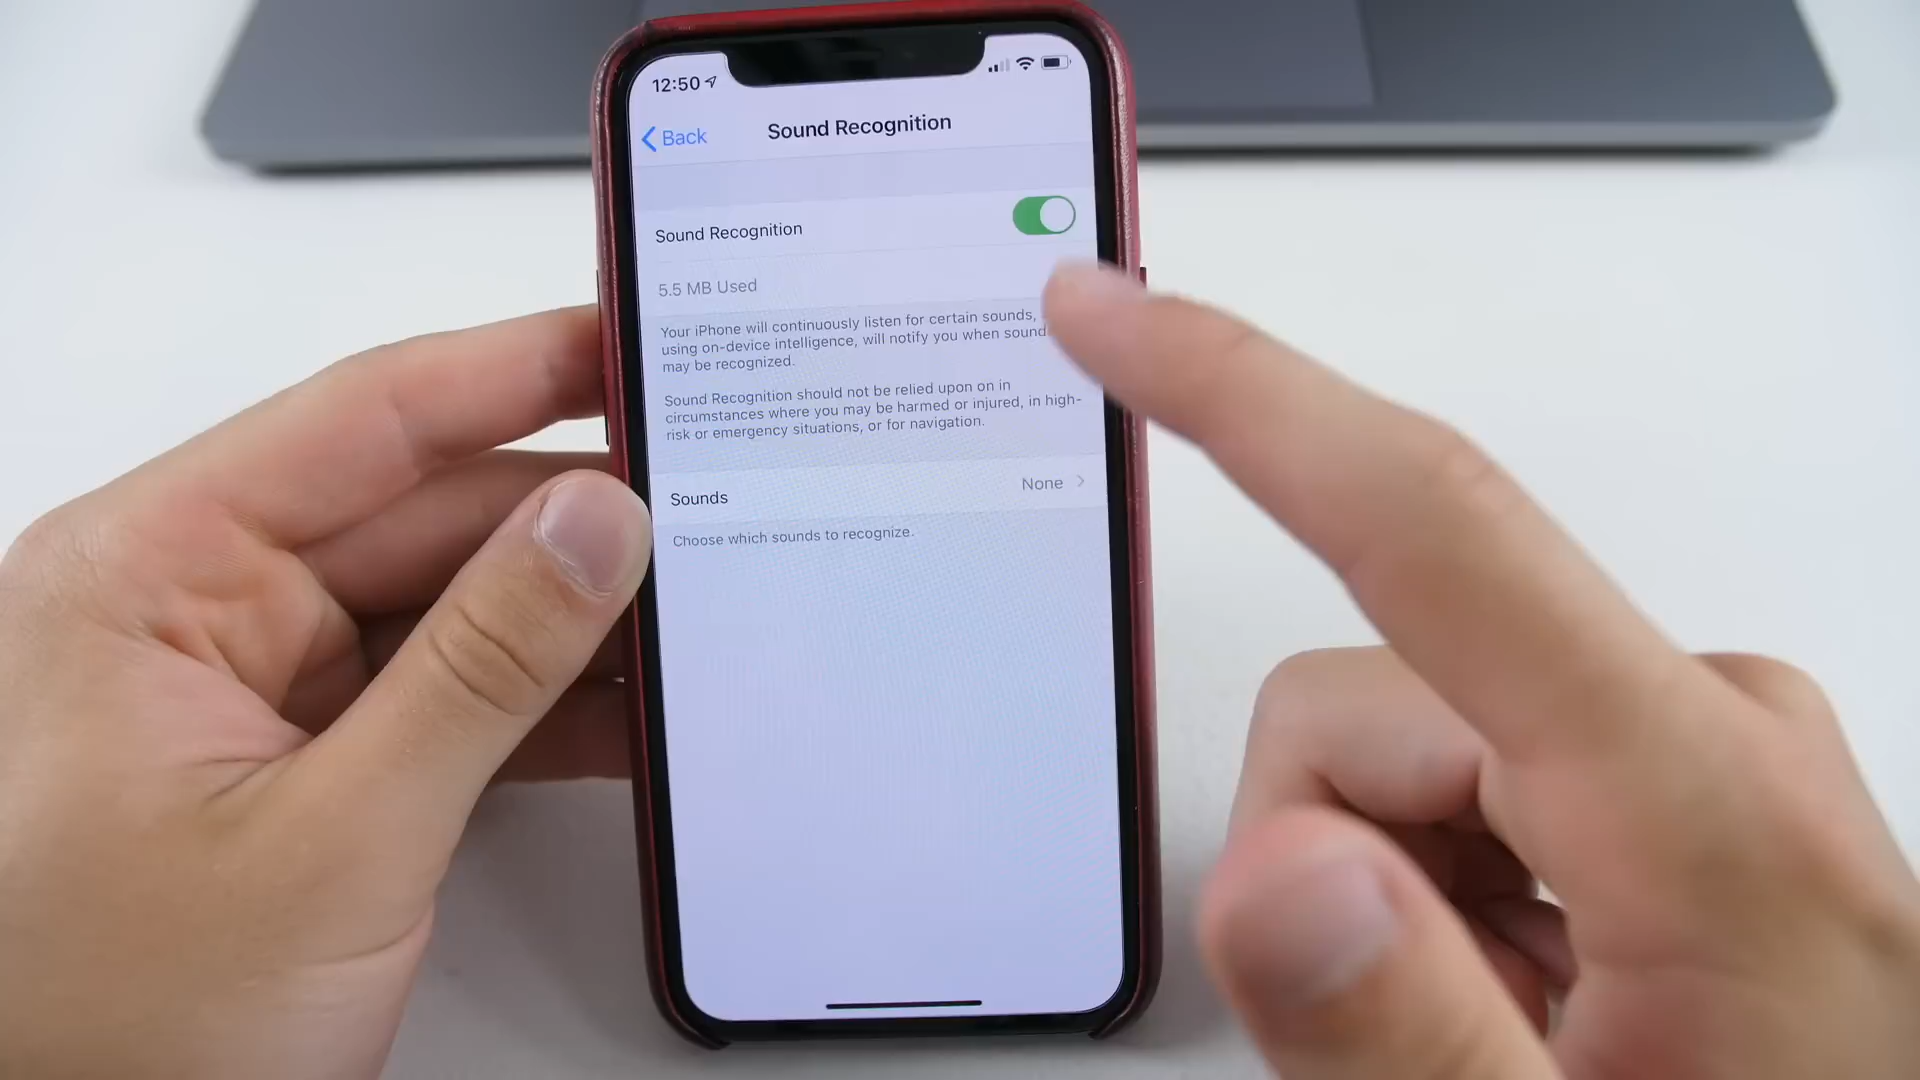 12:50
Back
Sound Recognition
Sound Recognition
5.5 MB Used
Your iPhone will continuously listen for certain sounds,
using on-device intelligence, will notify you when sound
may be recognized.
Sound Recognition should not be relied upon on in
circumstances where you may be harmed or injured, in high-
risk or emergency situations, or for navigation.
Sounds
None
Choose which sounds to recognize.